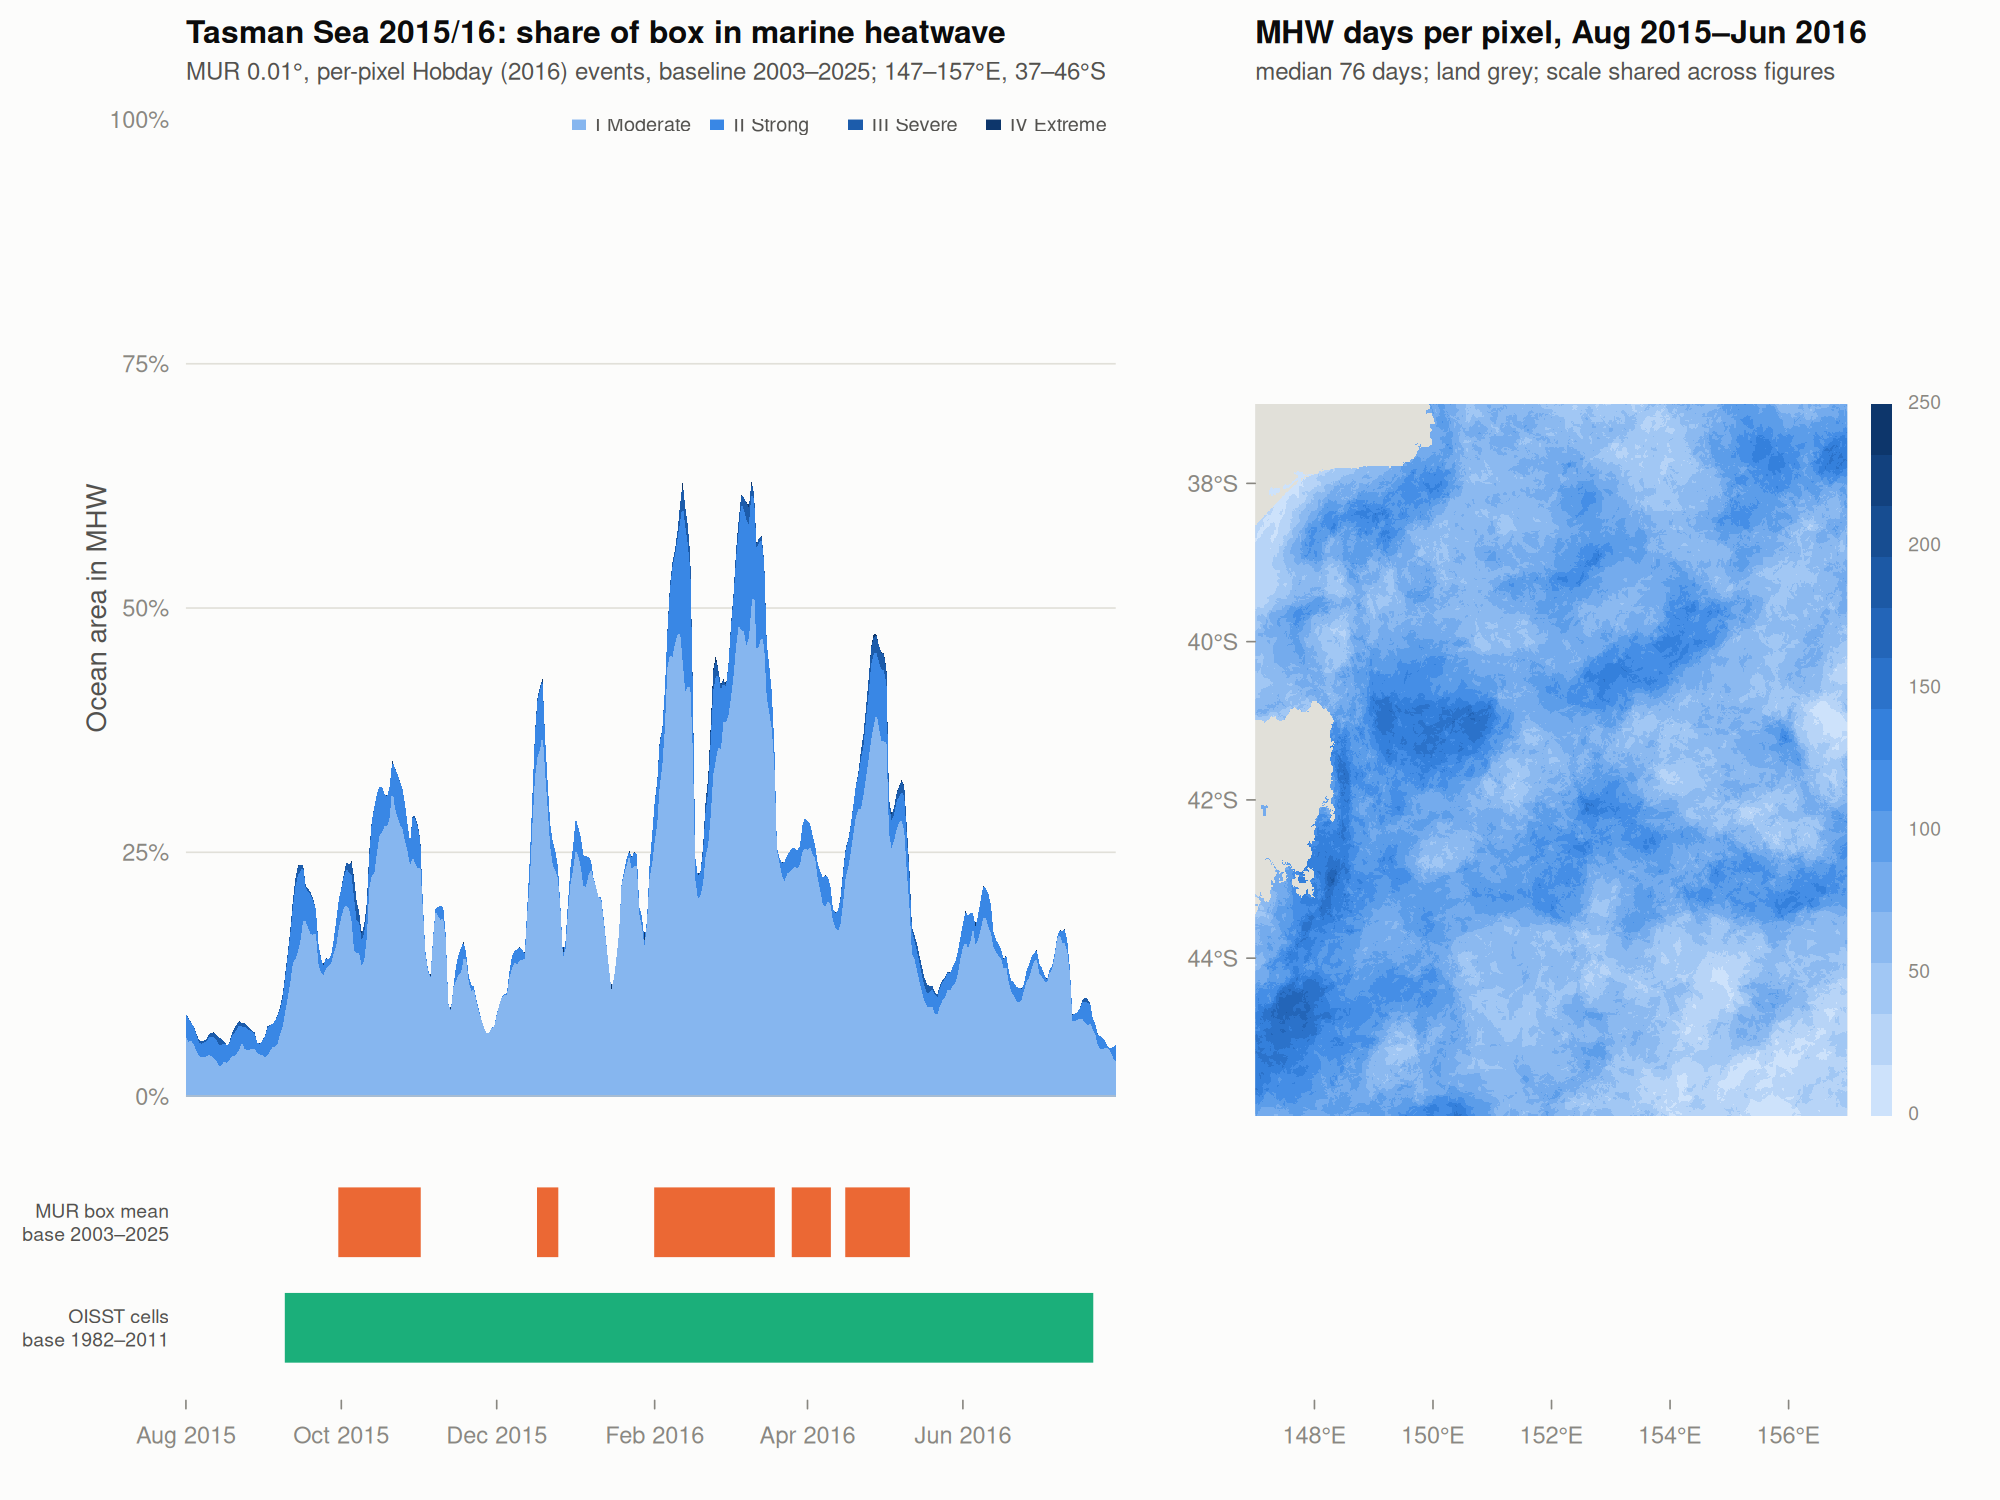 Tasman Sea 2015/16: share of box in marine heatwave
MUR 0.01°, per-pixel Hobday (2016) events, baseline 2003–2025; 147–157°E, 37–46°S
I Moderate
II Strong
III Severe
IV Extreme
100%
75%
50%
25%
0%
Ocean area in MHW
MUR box mean
base 2003–2025
OISST cells
base 1982–2011
Aug 2015
Oct 2015
Dec 2015
Feb 2016
Apr 2016
Jun 2016
MHW days per pixel, Aug 2015–Jun 2016
median 76 days; land grey; scale shared across figures
38°S
40°S
42°S
44°S
250
200
150
100
50
0
148°E
150°E
152°E
154°E
156°E